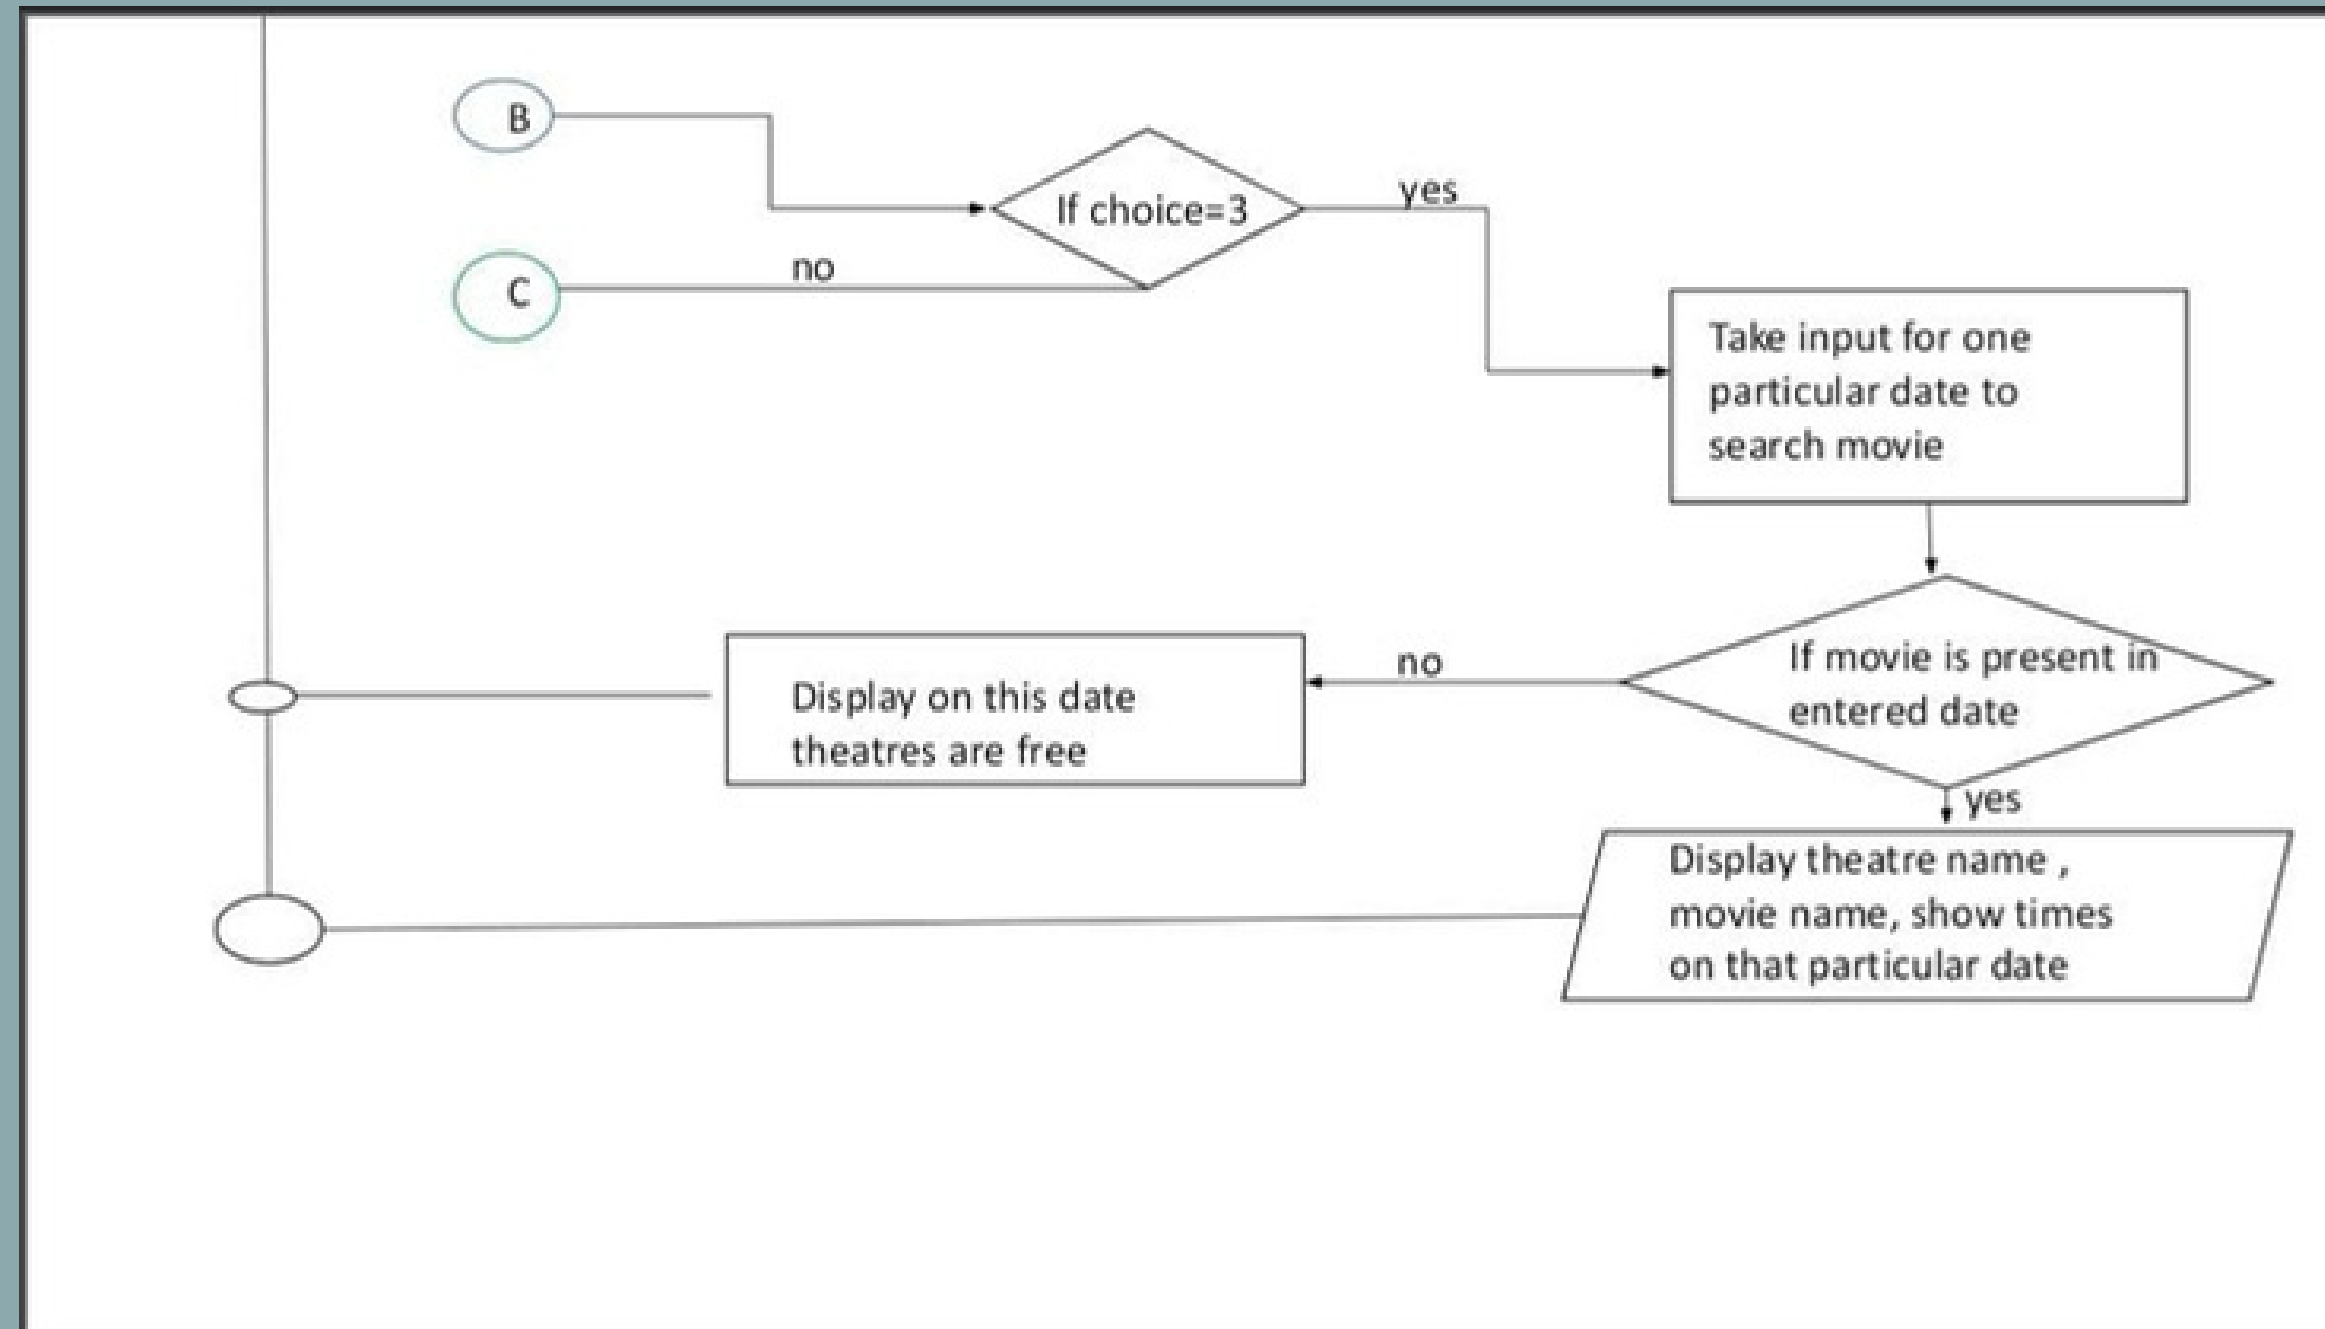 B
If choice=3
yes
C
no
Take input for one
particular date to
search movie
If movie is present in
entered date
no
Display on this date
theatres are free
yes
Display theatre name ,
movie name, show times
on that particular date